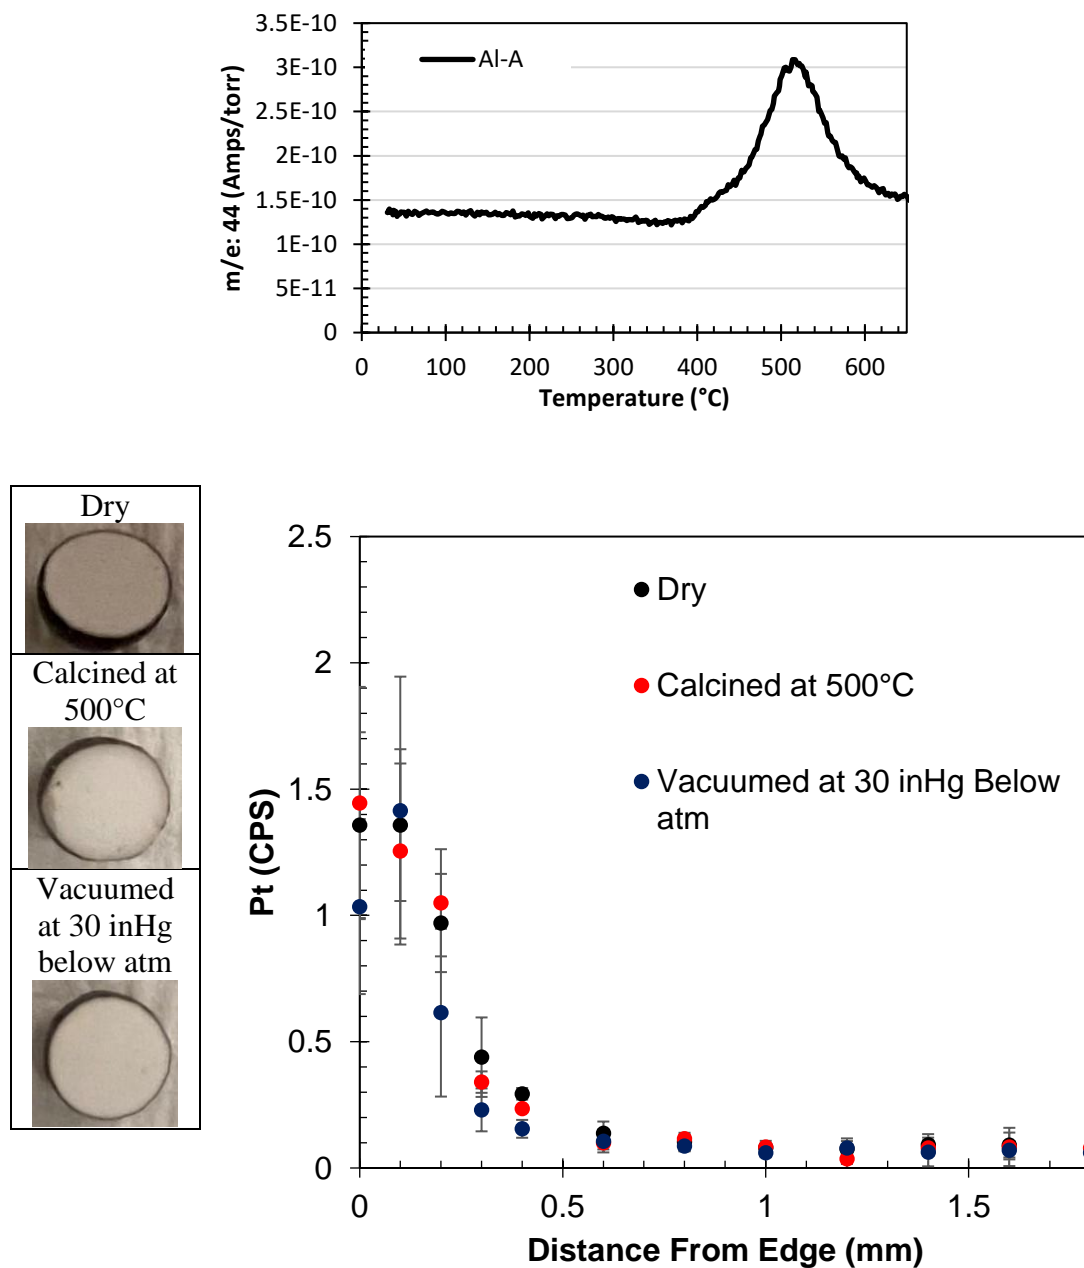 3.5E-10
3E-10
2.5E-10
2E-10
1.5E-10
1E-10
5E-11
0
m/e: 44 (Amps/torr)
Al-A
0 100 200 300 400 500 600
Temperature (°C)
Dry
Calcined at
500°C
Vacuumed
at 30 inHg
below atm
2.5
2
1.5
1
0.5
0
Pt (CPS)
Dry
Calcined at 500°C
Vacuumed at 30 inHg Below
atm
0 0.5 1 1.5
Distance From Edge (mm)